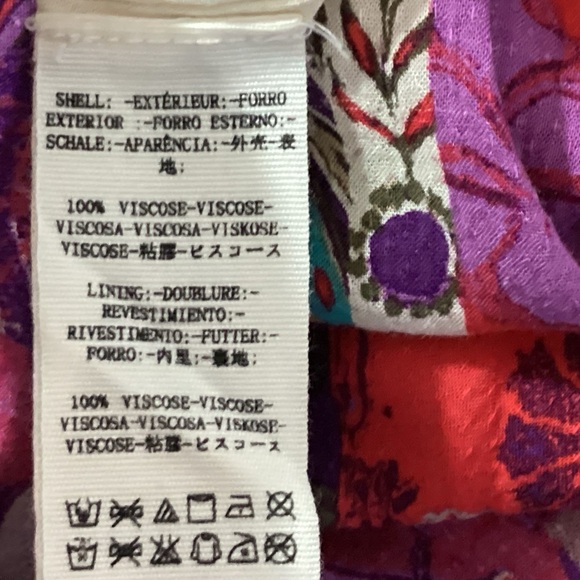 SHELL: -EXTÉRIEUR:-FORRO
EXTERIOR :-FORRO ESTERNO:-
SCHALE:-APARÊNCIA:-外壳-表
地:
100% VISCOSE-VISCOSE-
VISCOSA-VISCOSA-VISKOSE-
VISCOSE-粘膠-ビスコース
LINING:-DOUBLURE:-
REVESTIMIENTO:-
RIVESTIMENTO:-FUTTER:-
FORRO:-内里:-裏地:
100% VISCOSE-VISCOSE-
VISCOSA-VISCOSA-VISKOSE-
VISCOSE-粘膠-ビスコース